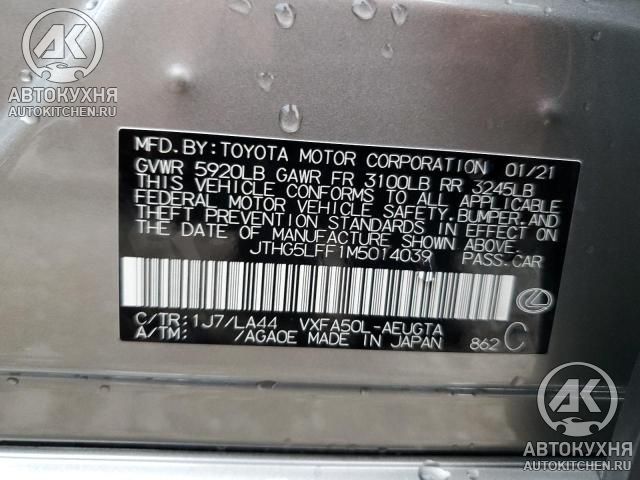 AK
АВТОКУХНЯ
AUTOKITCHEN.RU
MFD. BY: TOYOTA MOTOR CORPORATION 01/21
GVWR 5920LB GAWR FR 3100LB RR 3245LB
THIS VEHICLE CONFORMS TO ALL APPLICABLE
FEDERAL MOTOR VEHICLE SAFETY, BUMPER, AND
THEFT PREVENTION STANDARDS IN EFFECT ON
THE DATE OF MANUFACTURE SHOWN ABOVE.
JTHG5LFF1M5014039 PASS. CAR
C/TR: 1J7/LA44 VXFA50L-AEUGTA
A/TM: /AGA0E MADE IN JAPAN 862 C
AK
АВТОКУХНЯ
AUTOKITCHEN.RU